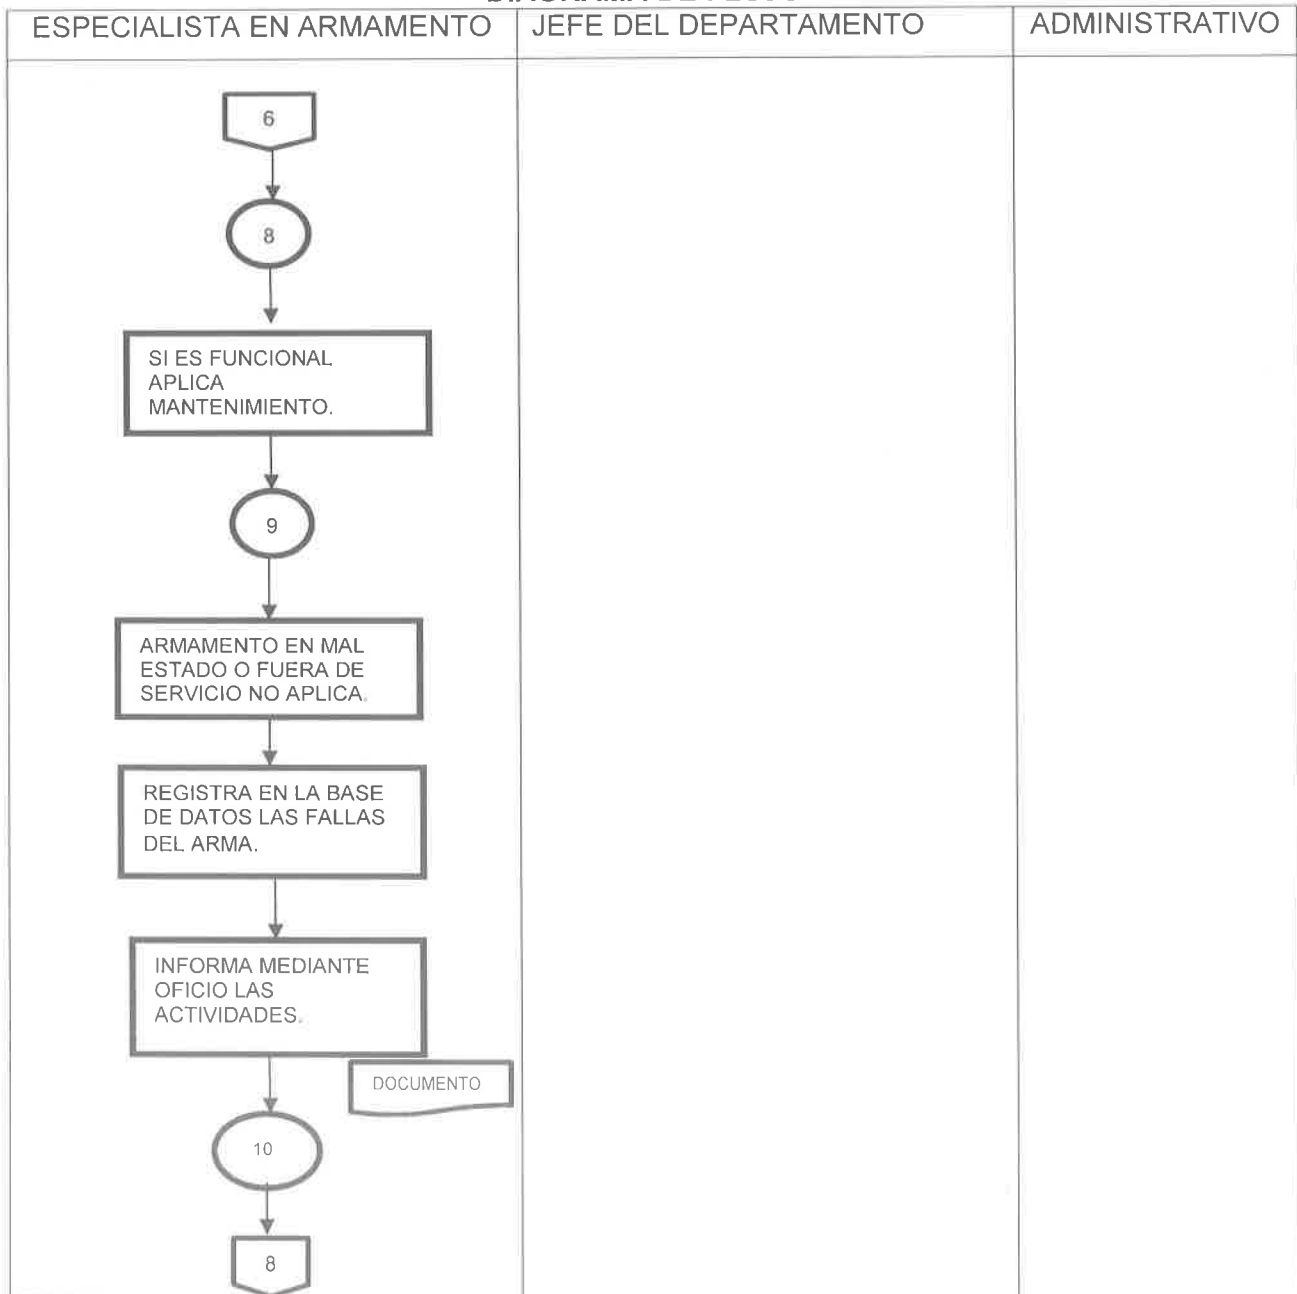 ESPECIALISTA EN ARMAMENTO
JEFE DEL DEPARTAMENTO
ADMINISTRATIVO
6
8
SI ES FUNCIONAL
APLICA
MANTENIMIENTO.
9
ARMAMENTO EN MAL
ESTADO O FUERA DE
SERVICIO NO APLICA.
REGISTRA EN LA BASE
DE DATOS LAS FALLAS
DEL ARMA.
INFORMA MEDIANTE
OFICIO LAS
ACTIVIDADES.
DOCUMENTO
10
8